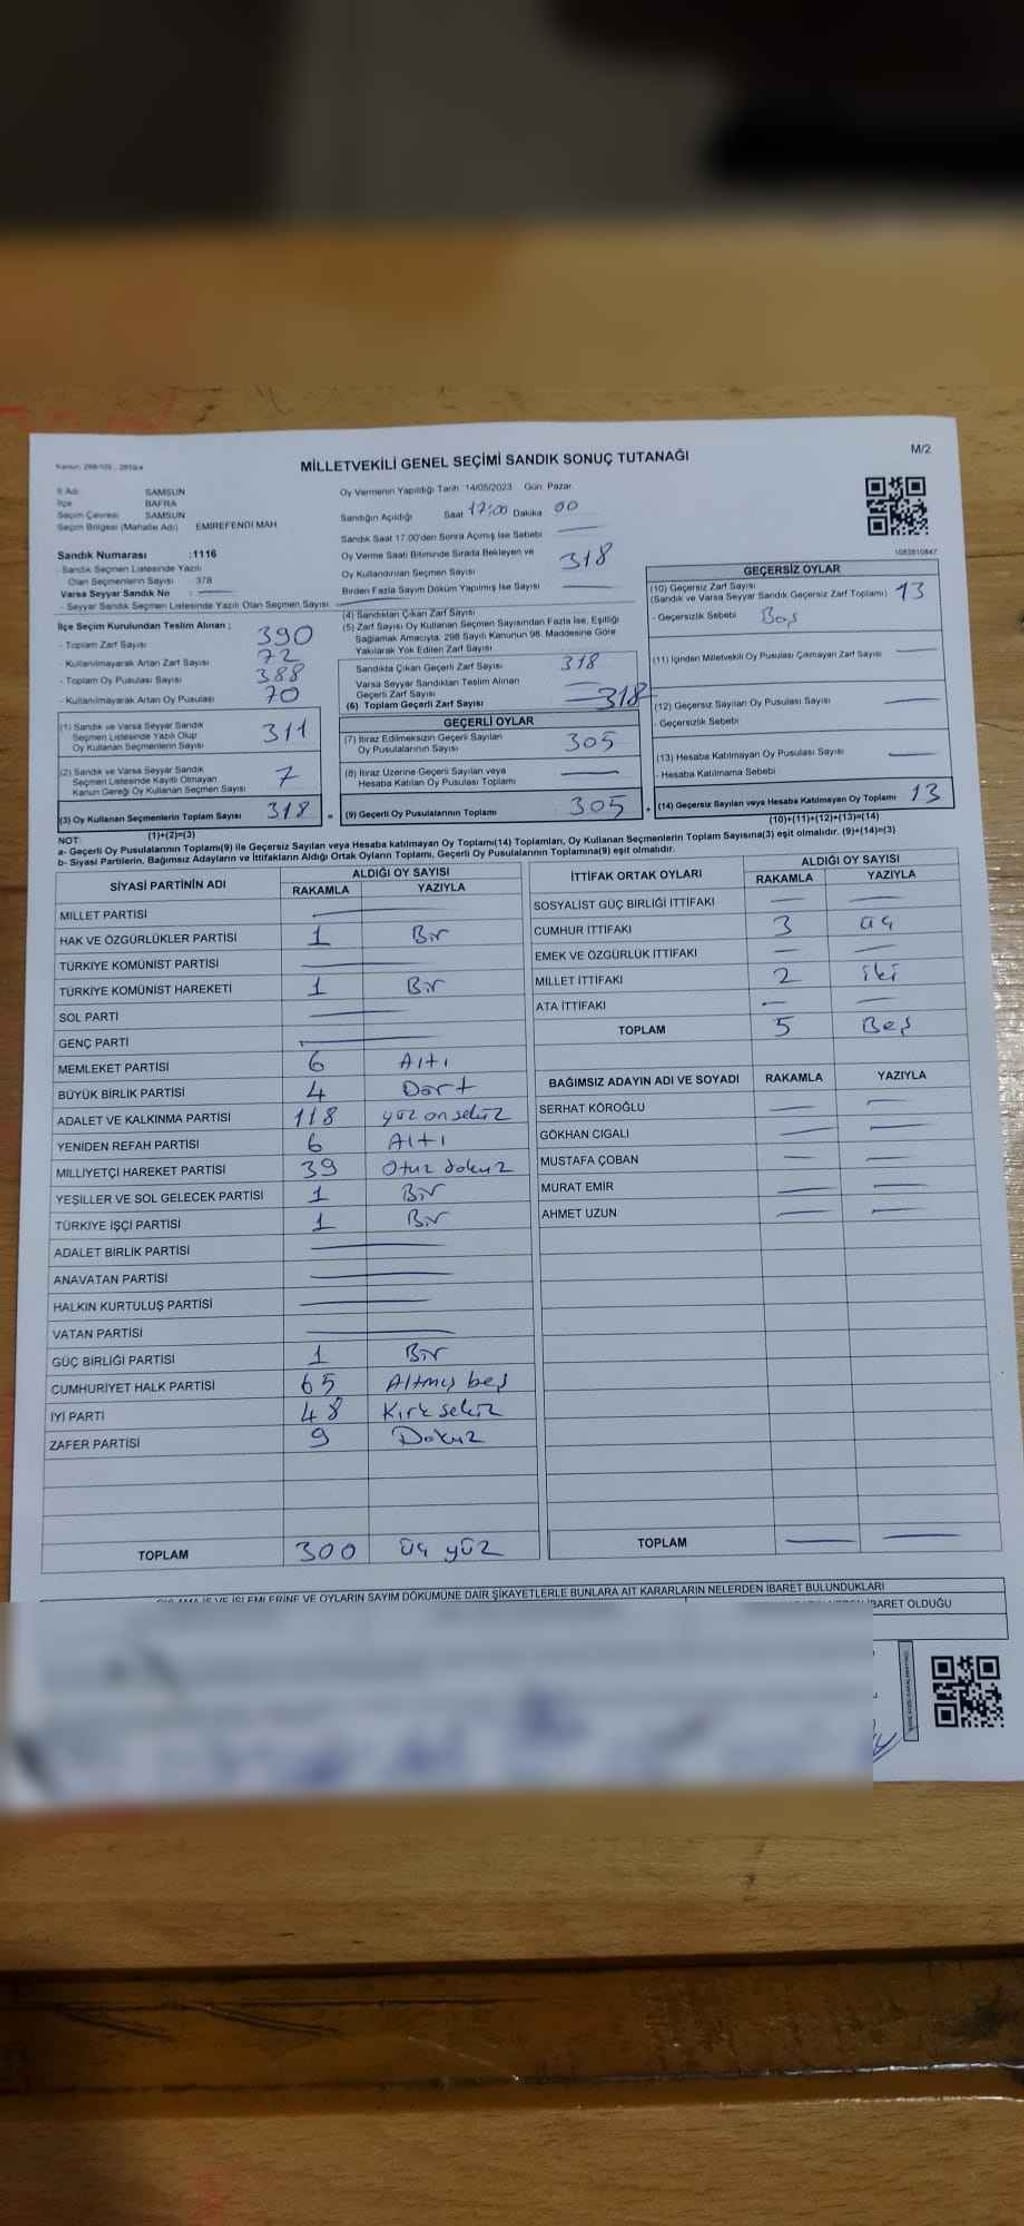 M/2
MİLLETVEKİLİ GENEL SEÇİMİ SANDIK SONUÇ TUTANAĞI
İl Adı SAMSUN
İlçe BAFRA
Seçim Çevresi SAMSUN
Seçim Bölgesi (Mahalle Adı) EMİREFENDİ MAH
Oy Vermenin Yapıldığı Tarih 14/05/2023 Gün Pazar
Sandığın Açıldığı Saat 17:00 Dakika 00
Sandık Saat 17.00'den Sonra Açılmış İse Sebebi
Oy Verme Saati Bitiminde Sırada Bekleyen ve
Oy Kullandırılan Seçmen Sayısı 318
Birden Fazla Sayım Döküm Yapılmış İse Sayısı
Sandık Numarası :1116
- Sandık Seçmen Listesinde Yazılı
Olan Seçmenlerin Sayısı 378
Varsa Seyyar Sandık No :
- Seyyar Sandık Seçmen Listesinde Yazılı Olan Seçmen Sayısı
İlçe Seçim Kurulundan Teslim Alınan :
- Toplam Zarf Sayısı 390
- Kullanılmayarak Artan Zarf Sayısı 72
- Toplam Oy Pusulası Sayısı 388
- Kullanılmayarak Artan Oy Pusulası 70
(1) Sandık ve Varsa Seyyar Sandık
Seçmen Listesinde Yazılı Olup
Oy Kullanan Seçmenlerin Sayısı 311
(2) Sandık ve Varsa Seyyar Sandık
Seçmen Listesinde Kayıtlı Olmayan
Kanun Gereği Oy Kullanan Seçmen Sayısı 7
(3) Oy Kullanan Seçmenlerin Toplam Sayısı 318
(1)+(2)=(3)
(4) Sandıktan Çıkan Zarf Sayısı
(5) Zarf Sayısı Oy Kullanan Seçmen Sayısından Fazla İse, Eşitliği
Sağlamak Amacıyla, 298 Sayılı Kanunun 98. Maddesine Göre
Yakılarak Yok Edilen Zarf Sayısı
Sandıkta Çıkan Geçerli Zarf Sayısı 318
Varsa Seyyar Sandıktan Teslim Alınan
Geçerli Zarf Sayısı
(6) Toplam Geçerli Zarf Sayısı 318
GEÇERLİ OYLAR
(7) İtiraz Edilmeksizin Geçerli Sayılan
Oy Pusulalarının Sayısı 305
(8) İtiraz Üzerine Geçerli Sayılan veya
Hesaba Katılan Oy Pusulası Toplamı
(9) Geçerli Oy Pusulalarının Toplamı 305
1083810847
GEÇERSİZ OYLAR
(10) Geçersiz Zarf Sayısı
(Sandık ve Varsa Seyyar Sandık Geçersiz Zarf Toplamı) 13
- Geçersizlik Sebebi Boş
(11) İçinden Milletvekili Oy Pusulası Çıkmayan Zarf Sayısı
(12) Geçersiz Sayılan Oy Pusulası Sayısı
- Geçersizlik Sebebi
(13) Hesaba Katılmayan Oy Pusulası Sayısı
- Hesaba Katılmama Sebebi
(14) Geçersiz Sayılan veya Hesaba Katılmayan Oy Toplamı 13
(10)+(11)+(12)+(13)=(14)
NOT:
a- Geçerli Oy Pusulalarının Toplamı(9) ile Geçersiz Sayılan veya Hesaba Katılmayan Oy Toplamı(14) Toplamları, Oy Kullanan Seçmenlerin Toplam Sayısına(3) eşit olmalıdır. (9)+(14)=(3)
b- Siyasi Partilerin, Bağımsız Adayların ve İttifakların Aldığı Ortak Oyların Toplamı, Geçerli Oy Pusulalarının Toplamına(9) eşit olmalıdır.
SİYASİ PARTİNİN ADI ALDIĞI OY SAYISI
RAKAMLA YAZIYLA
MİLLET PARTİSİ
HAK VE ÖZGÜRLÜKLER PARTİSİ 1 Bir
TÜRKİYE KOMÜNİST PARTİSİ
TÜRKİYE KOMÜNİST HAREKETİ 1 Bir
SOL PARTİ
GENÇ PARTİ
MEMLEKET PARTİSİ 6 Altı
BÜYÜK BİRLİK PARTİSİ 4 Dört
ADALET VE KALKINMA PARTİSİ 118 yüz on sekiz
YENİDEN REFAH PARTİSİ 6 Altı
MİLLİYETÇİ HAREKET PARTİSİ 39 Otuz dokuz
YEŞİLLER VE SOL GELECEK PARTİSİ 1 Bir
TÜRKİYE İŞÇİ PARTİSİ 1 Bir
ADALET BİRLİK PARTİSİ
ANAVATAN PARTİSİ
HALKIN KURTULUŞ PARTİSİ
VATAN PARTİSİ
GÜÇ BİRLİĞİ PARTİSİ 1 Bir
CUMHURİYET HALK PARTİSİ 65 Altmış beş
İYİ PARTİ 48 Kırk sekiz
ZAFER PARTİSİ 9 Dokuz
TOPLAM 300 Üç yüz
İTTİFAK ORTAK OYLARI ALDIĞI OY SAYISI
RAKAMLA YAZIYLA
SOSYALİST GÜÇ BİRLİĞİ İTTİFAKI
CUMHUR İTTİFAKI 3 üç
EMEK VE ÖZGÜRLÜK İTTİFAKI
MİLLET İTTİFAKI 2 iki
ATA İTTİFAKI
TOPLAM 5 Beş
BAĞIMSIZ ADAYIN ADI VE SOYADI RAKAMLA YAZIYLA
SERHAT KÖROĞLU
GÖKHAN CIGALI
MUSTAFA ÇOBAN
MURAT EMİR
AHMET UZUN
TOPLAM
İŞLEMLERİNE VE OYLARIN SAYIM DÖKÜMÜNE DAİR ŞİKAYETLERLE BUNLARA AİT KARARLARIN NELERDEN İBARET BULUNDUKLARI
İBARET OLDUĞU